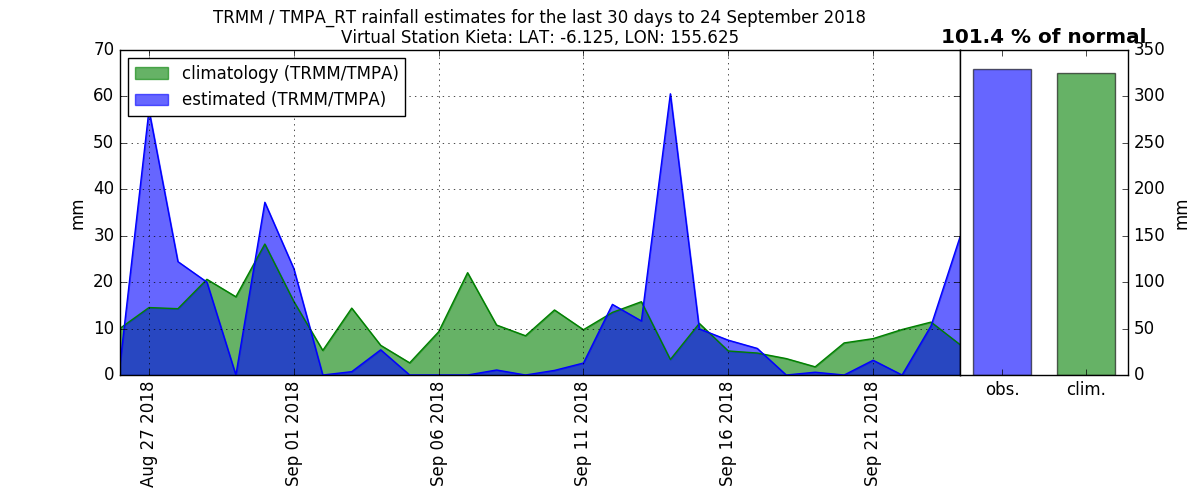 TRMM / TMPA_RT rainfall estimates for the last 30 days to 24 September 2018
Virtual Station Kieta: LAT: -6.125, LON: 155.625
101.4 % of normal
climatology (TRMM/TMPA)
estimated (TRMM/TMPA)
70
60
50
40
30
20
10
0
mm
350
300
250
200
150
100
50
0
mm
Aug 27 2018
Sep 01 2018
Sep 06 2018
Sep 11 2018
Sep 16 2018
Sep 21 2018
obs.
clim.